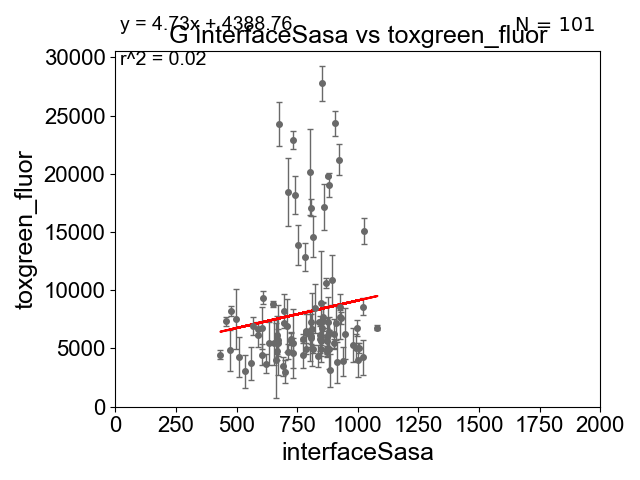 y = 4.73x + 4388.76
N = 101
G InterfaceSasa vs toxgreen_fluor
r^2 = 0.02
30000
25000
20000
15000
10000
5000
0
toxgreen_fluor
0 250 500 750 1000 1250 1500 1750 2000
interfaceSasa